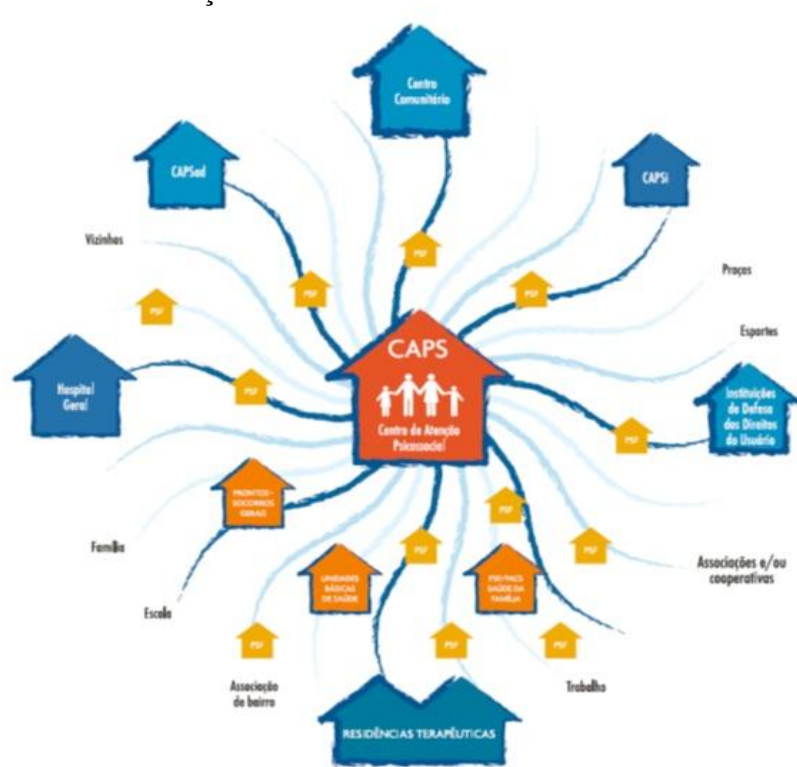 Centro
Comunitário
CAPSad
CAPSi
Vizinhos
PSF
Praças
PSF
PSF
PSF
Esportes
CAPS
Hospital
Geral
PSF
Centro de Atenção
Psicossocial
Instituições
de Defesa
dos Direitos
do Usuário
PSF
PRONTOS-
SOCORROS
GERAIS
PSF
Família
PSF
PSF
Associações e/ou
cooperativas
UNIDADES
BÁSICAS
DE SAÚDE
PSF/PACS
SAÚDE DA
FAMÍLIA
Escola
PSF
PSF
PSF
Associação
de bairro
Trabalho
RESIDÊNCIAS TERAPÊUTICAS